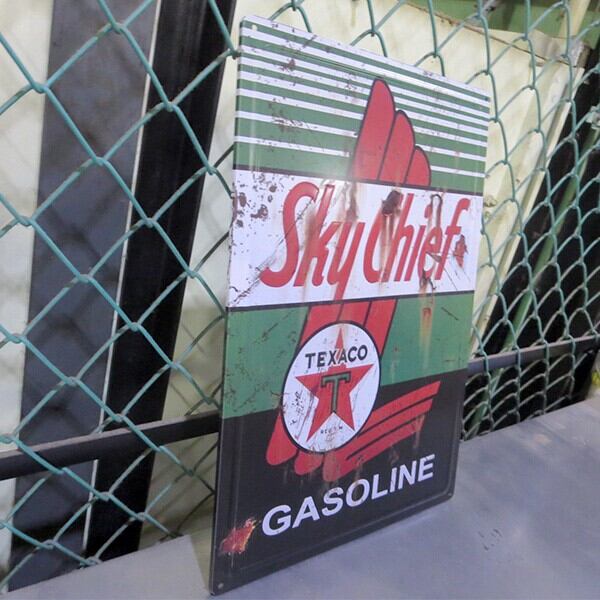 Sky Chief
TEXACO
T
GASOLINE